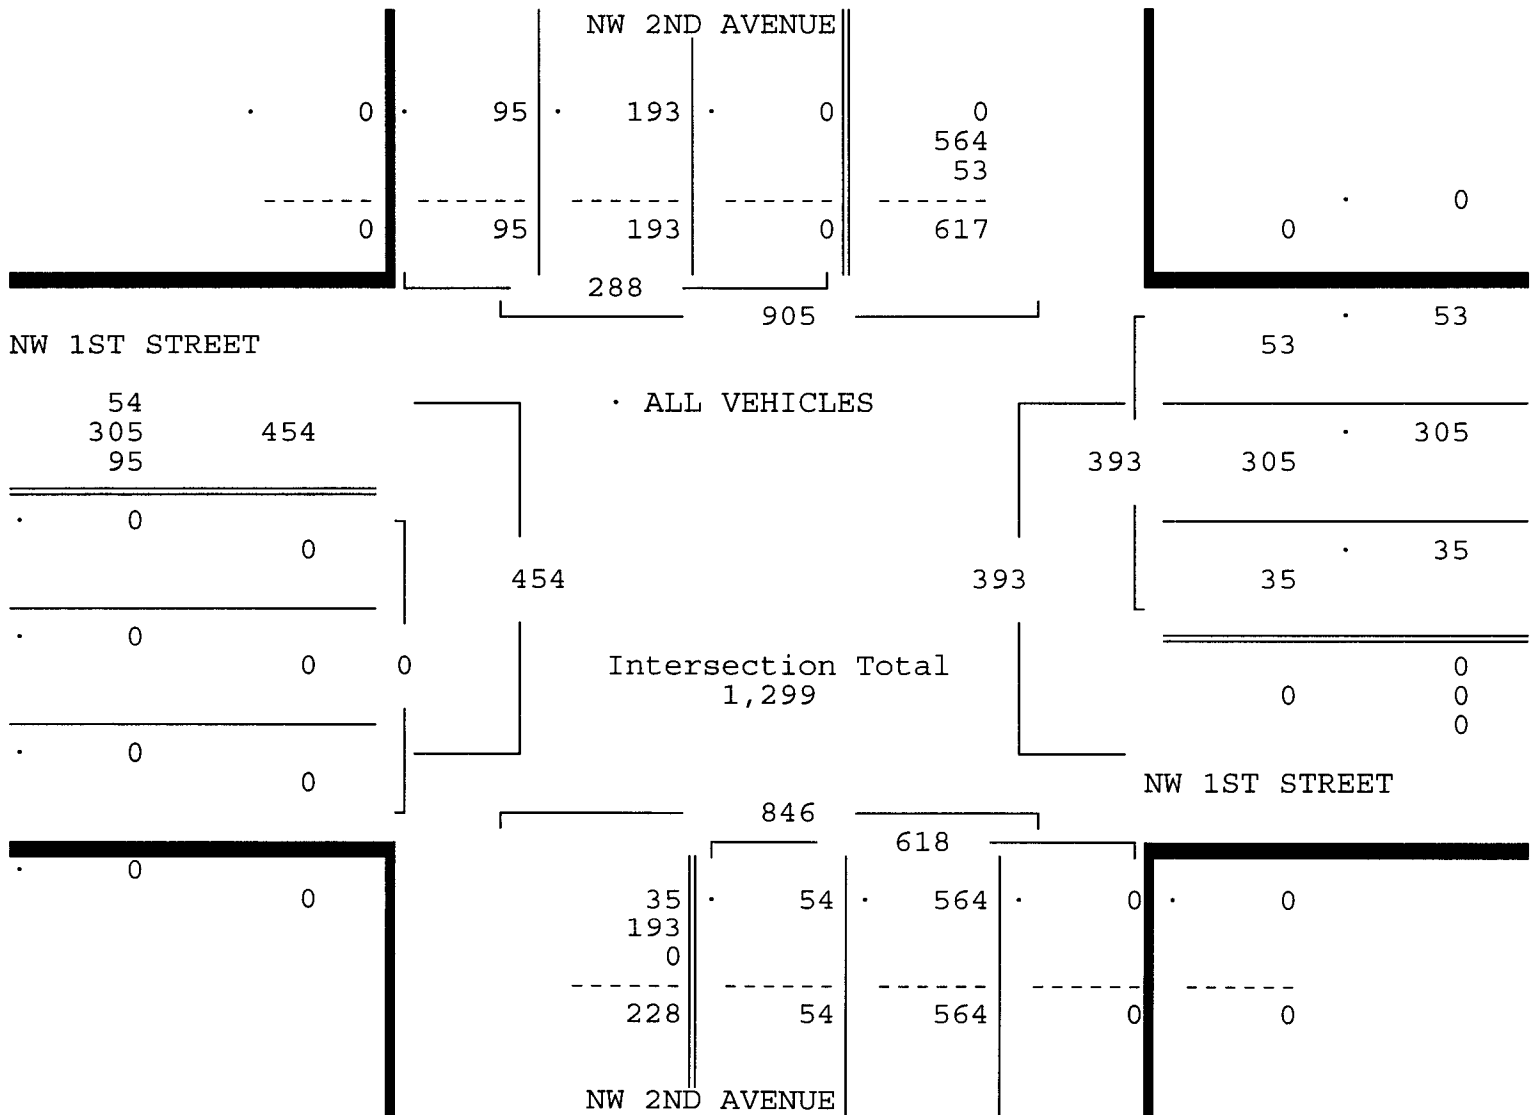 NW 2ND AVENUE
· 0 · 95 · 193 · 0 0
564
53
------ ------ ------ ------ ------
· 0
0 95 193 0 617 0
288
905 · 53
NW 1ST STREET 53
54 · ALL VEHICLES
305 454 · 305
95 393 305
· 0
0 · 35
454 393 35
· 0
0 0 Intersection Total 0
1,299 0 0
0
· 0
0 NW 1ST STREET
846
618
· 0
0 35 · 54 · 564 · 0 · 0
193
0
------ ------ ------ ------ ------
228 54 564 0 0
NW 2ND AVENUE